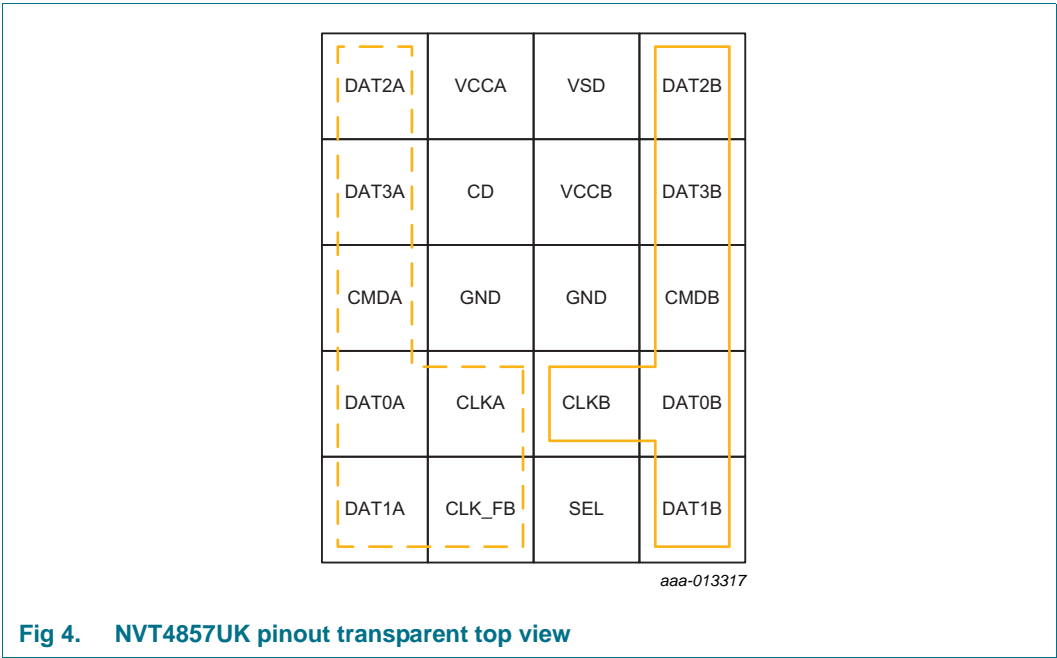 DAT2A VCCA VSD DAT2B
DAT3A CD VCCB DAT3B
CMDA GND GND CMDB
DAT0A CLKA CLKB DAT0B
DAT1A CLK_FB SEL DAT1B
aaa-013317
Fig 4. NVT4857UK pinout transparent top view